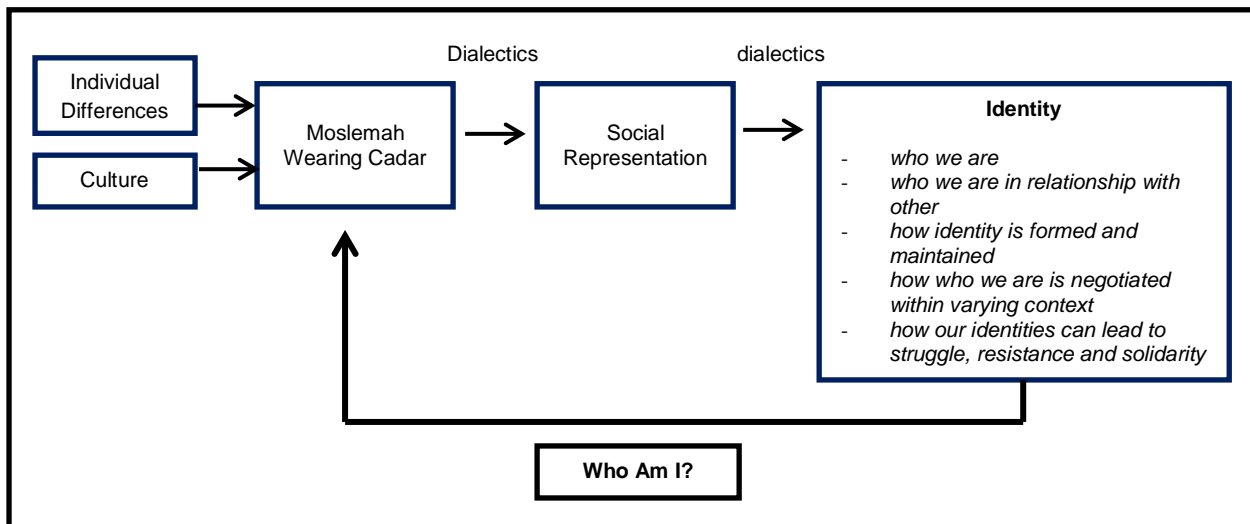 Dialectics
dialectics
Individual
Differences
Culture
Moslemah
Wearing Cadar
Social
Representation
Identity
- who we are
- who we are in relationship with
other
- how identity is formed and
maintained
- how who we are is negotiated
within varying context
- how our identities can lead to
struggle, resistance and solidarity
Who Am I?